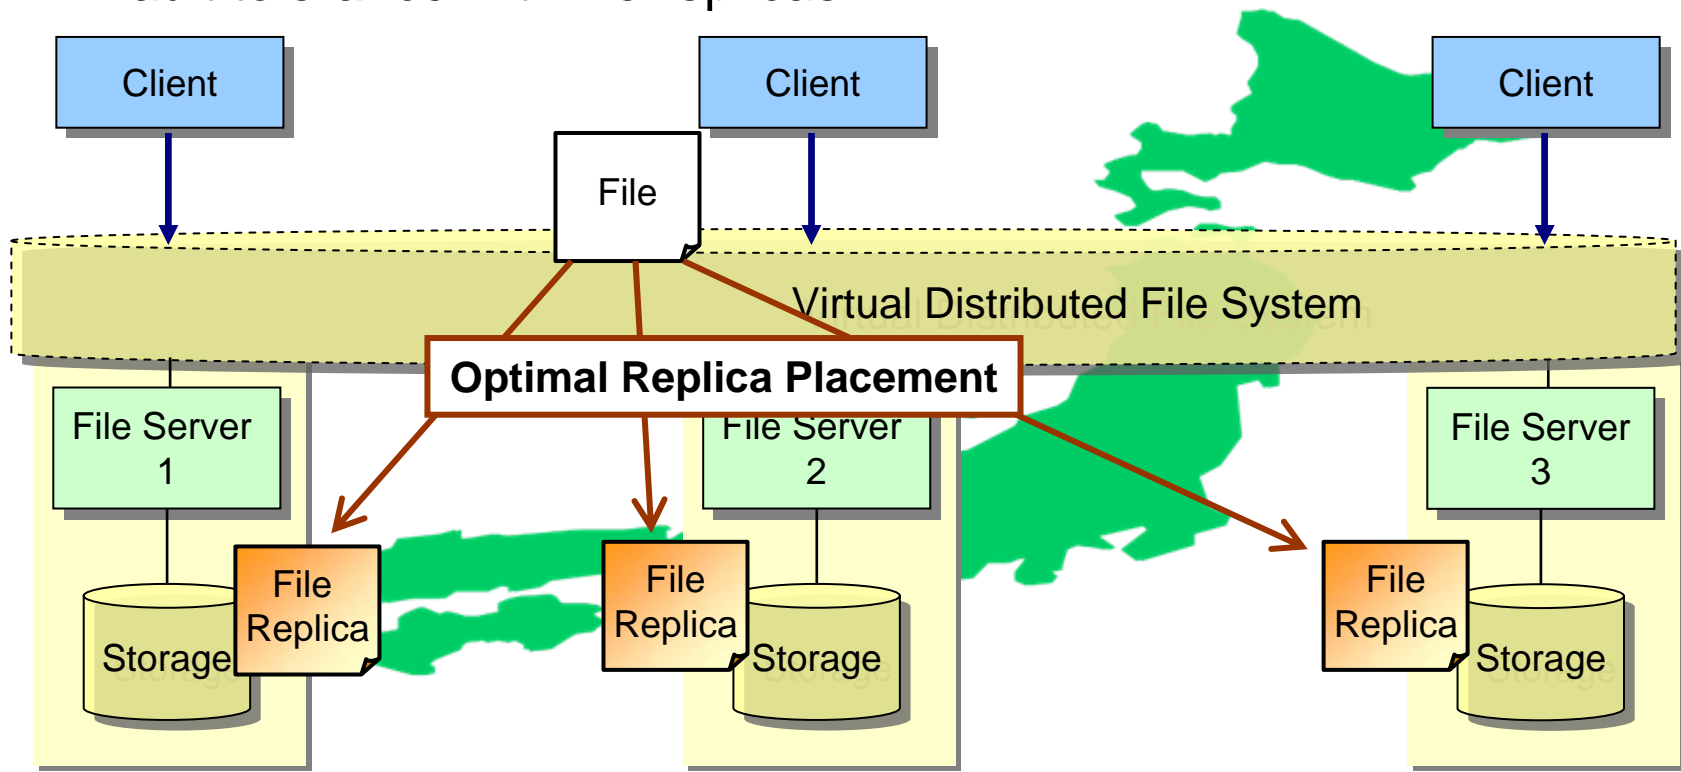 Client
Client
Client
File
Virtual Distributed File System
Optimal Replica Placement
File Server
1
File Server
2
File Server
3
File
Replica
File
Replica
File
Replica
Storage
Storage
Storage